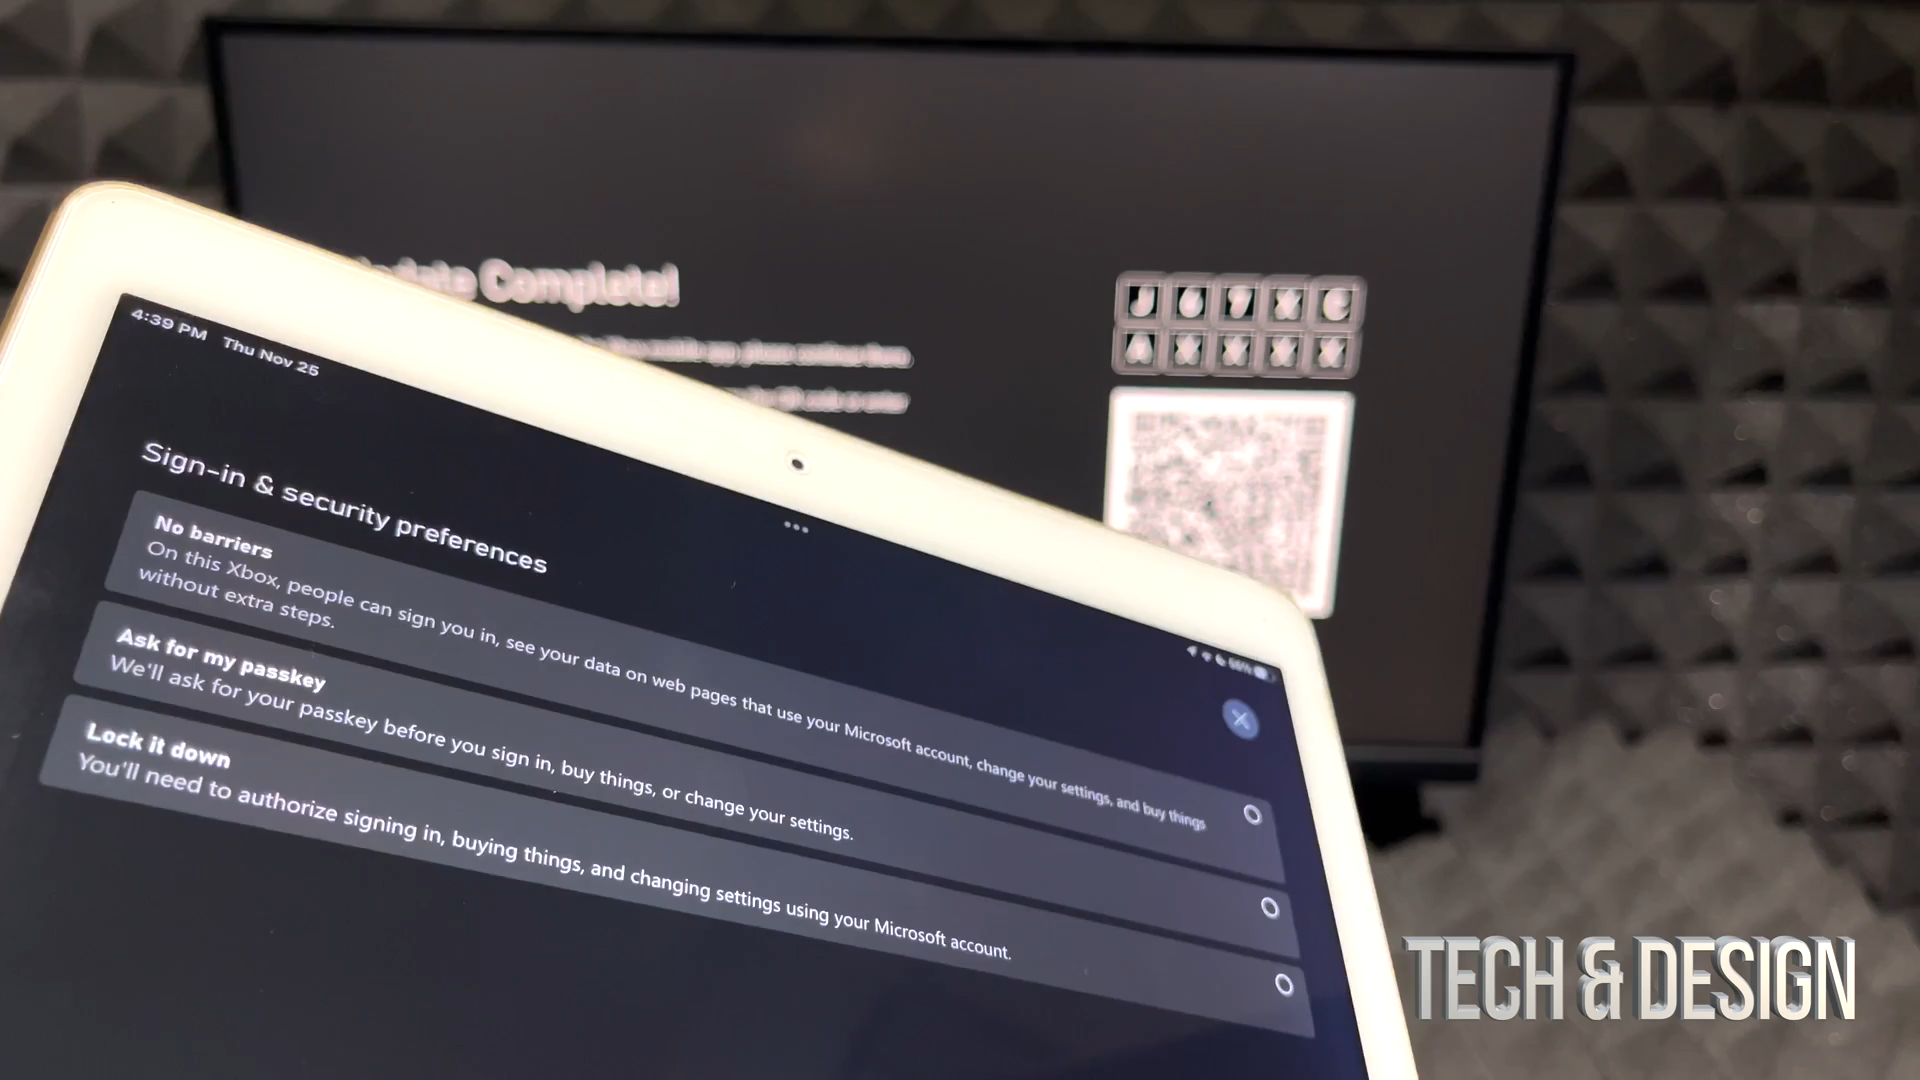 Update Complete!
J 6 7 X C
4:39 PM Thu Nov 25
Sign-in & security preferences
No barriers
On this Xbox, people can sign you in, see your data on web pages that use your Microsoft account, change your settings, and buy things
without extra steps.
Ask for my passkey
We'll ask for your passkey before you sign in, buy things, or change your settings.
Lock it down
You'll need to authorize signing in, buying things, and changing settings using your Microsoft account.
TECH & DESIGN